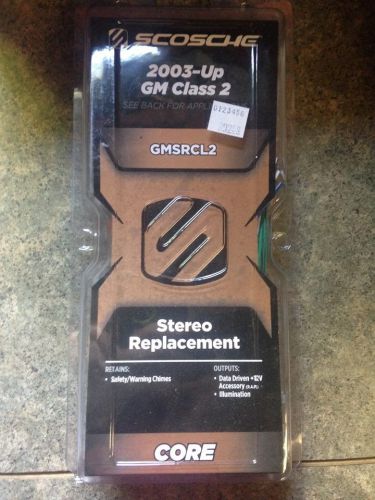 SCOSCHE
2003-Up
GM Class 2
SEE BACK FOR
0123456
GMSRCL2
Stereo
Replacement
RETAINS:
• Safety/Warning Chimes
OUTPUTS:
• Data Driven +12V
Accessory (R.A.P.)
• Illumination
CORE